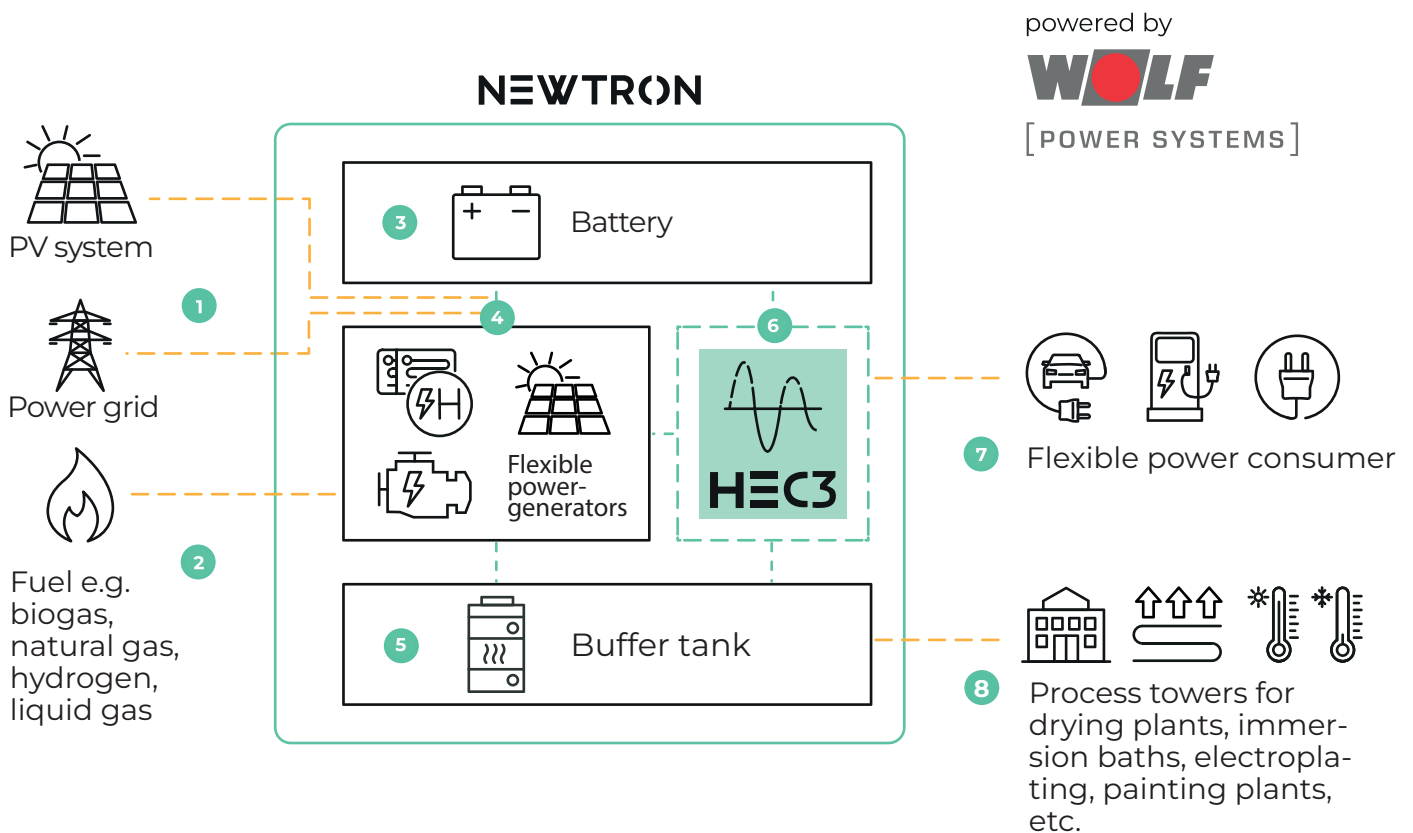 powered by
WOLF
[POWER SYSTEMS]
NEWTRON
PV system
1
Power grid
2
Fuel e.g.
biogas,
natural gas,
hydrogen,
liquid gas
3
+ −
Battery
4
H
Flexible
power-
generators
6
HEC3
5
Buffer tank
7
Flexible power consumer
8
Process towers for
drying plants, immer-
sion baths, electropla-
ting, painting plants,
etc.